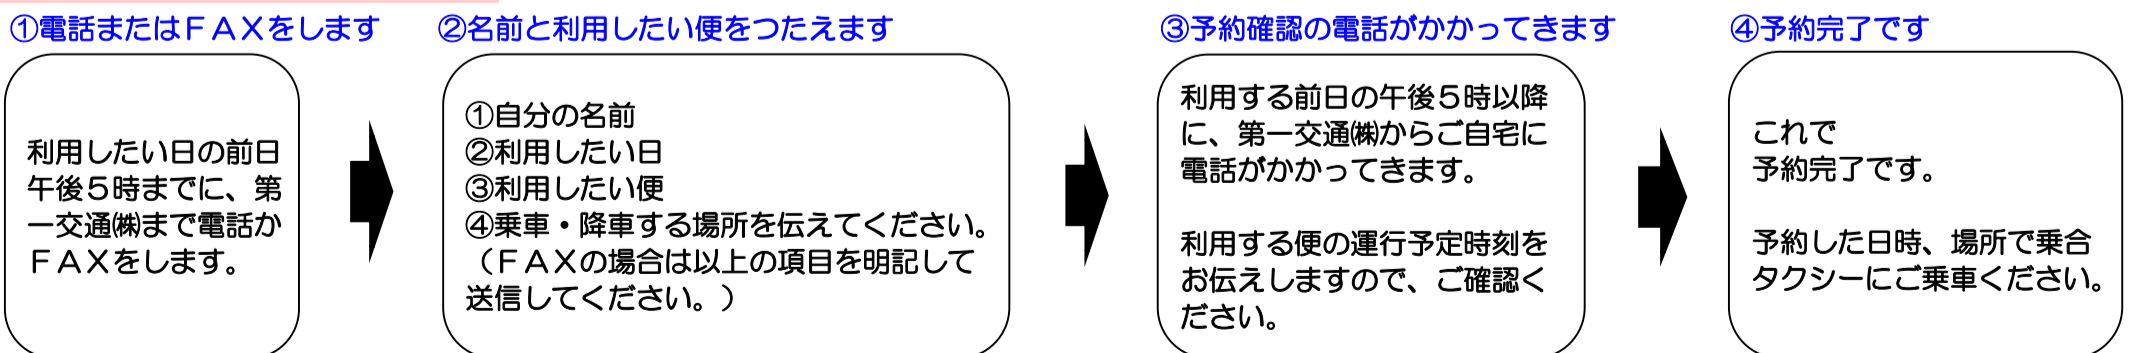 ①電話またはＦＡＸをします
利用したい日の前日
午後５時までに、第
一交通㈱まで電話か
ＦＡＸをします。
②名前と利用したい便をつたえます
①自分の名前
②利用したい日
③利用したい便
④乗車・降車する場所を伝えてください。
（ＦＡＸの場合は以上の項目を明記して
送信してください。）
③予約確認の電話がかかってきます
利用する前日の午後５時以降
に、第一交通㈱からご自宅に
電話がかかってきます。
利用する便の運行予定時刻を
お伝えしますので、ご確認く
ださい。
④予約完了です
これで
予約完了です。
予約した日時、場所で乗合
タクシーにご乗車ください。